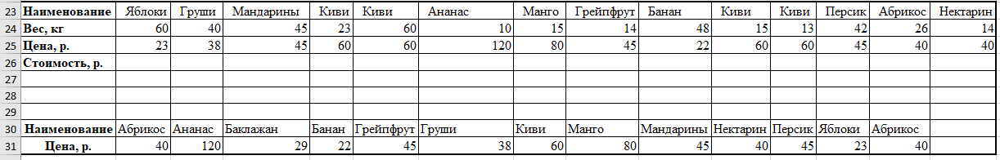 23 Наименование Яблоки Груши Мандарины Киви Киви Ананас Манго Грейпфрут Банан Киви Киви Персик Абрикос Нектарин
24 Вес, кг 60 40 45 23 60 10 15 14 48 15 13 42 26 14
25 Цена, р. 23 38 45 60 60 120 80 45 22 60 60 45 40 40
26 Стоимость, р.
27
28
29
30 Наименование Абрикос Ананас Баклажан Банан Грейпфрут Груши Киви Манго Мандарины Нектарин Персик Яблоки Абрикос
31 Цена, р. 40 120 29 22 45 38 60 80 45 40 45 23 40